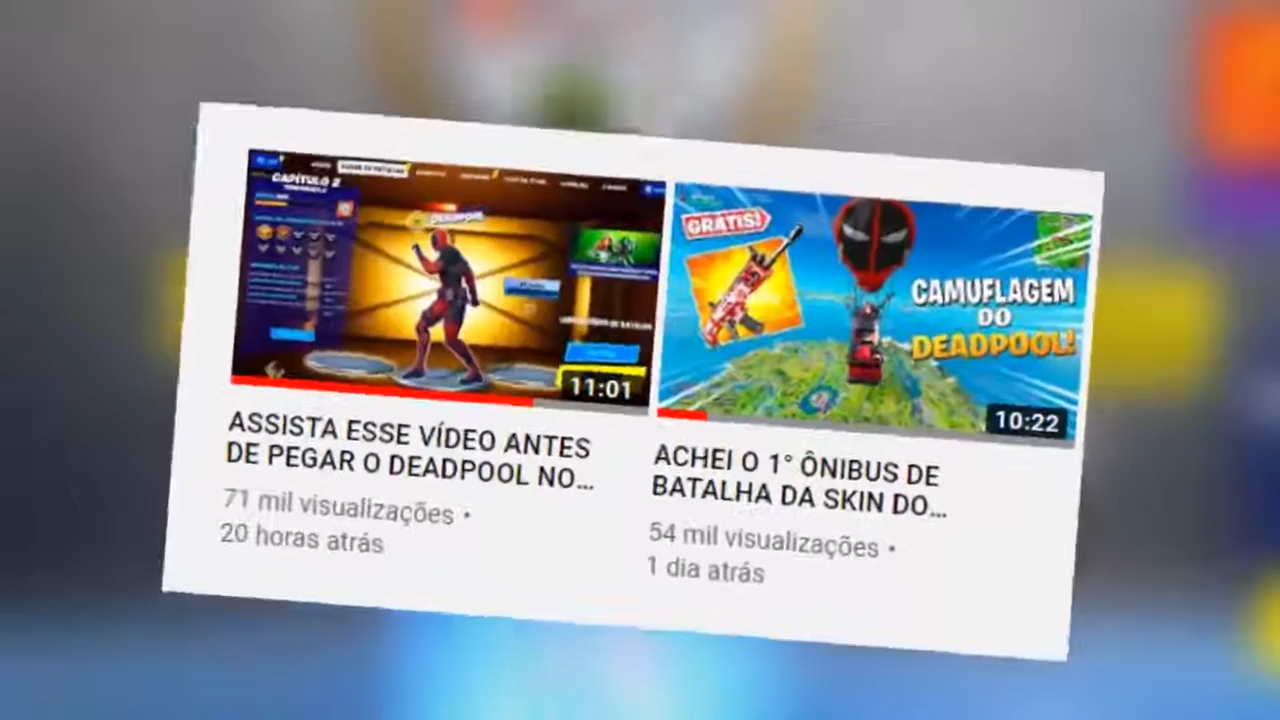 CAPÍTULO 2
DEADPOOL
11:01
GRÁTIS!
CAMUFLAGEM
DO
DEADPOOL!
10:22
ASSISTA ESSE VÍDEO ANTES
DE PEGAR O DEADPOOL NO...
71 mil visualizações •
20 horas atrás
ACHEI O 1° ÔNIBUS DE
BATALHA DA SKIN DO...
54 mil visualizações •
1 dia atrás